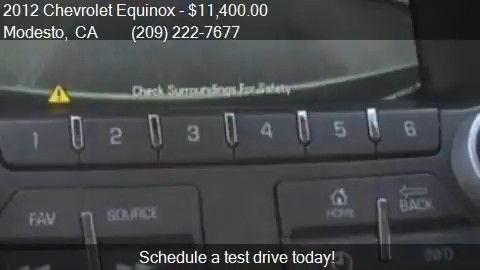 2012 Chevrolet Equinox - $11,400.00
Modesto, CA (209) 222-7677
Check Surroundings For Safety
1 2 3 4 5 6
FAV SOURCE HOME BACK
INFO
Schedule a test drive today!